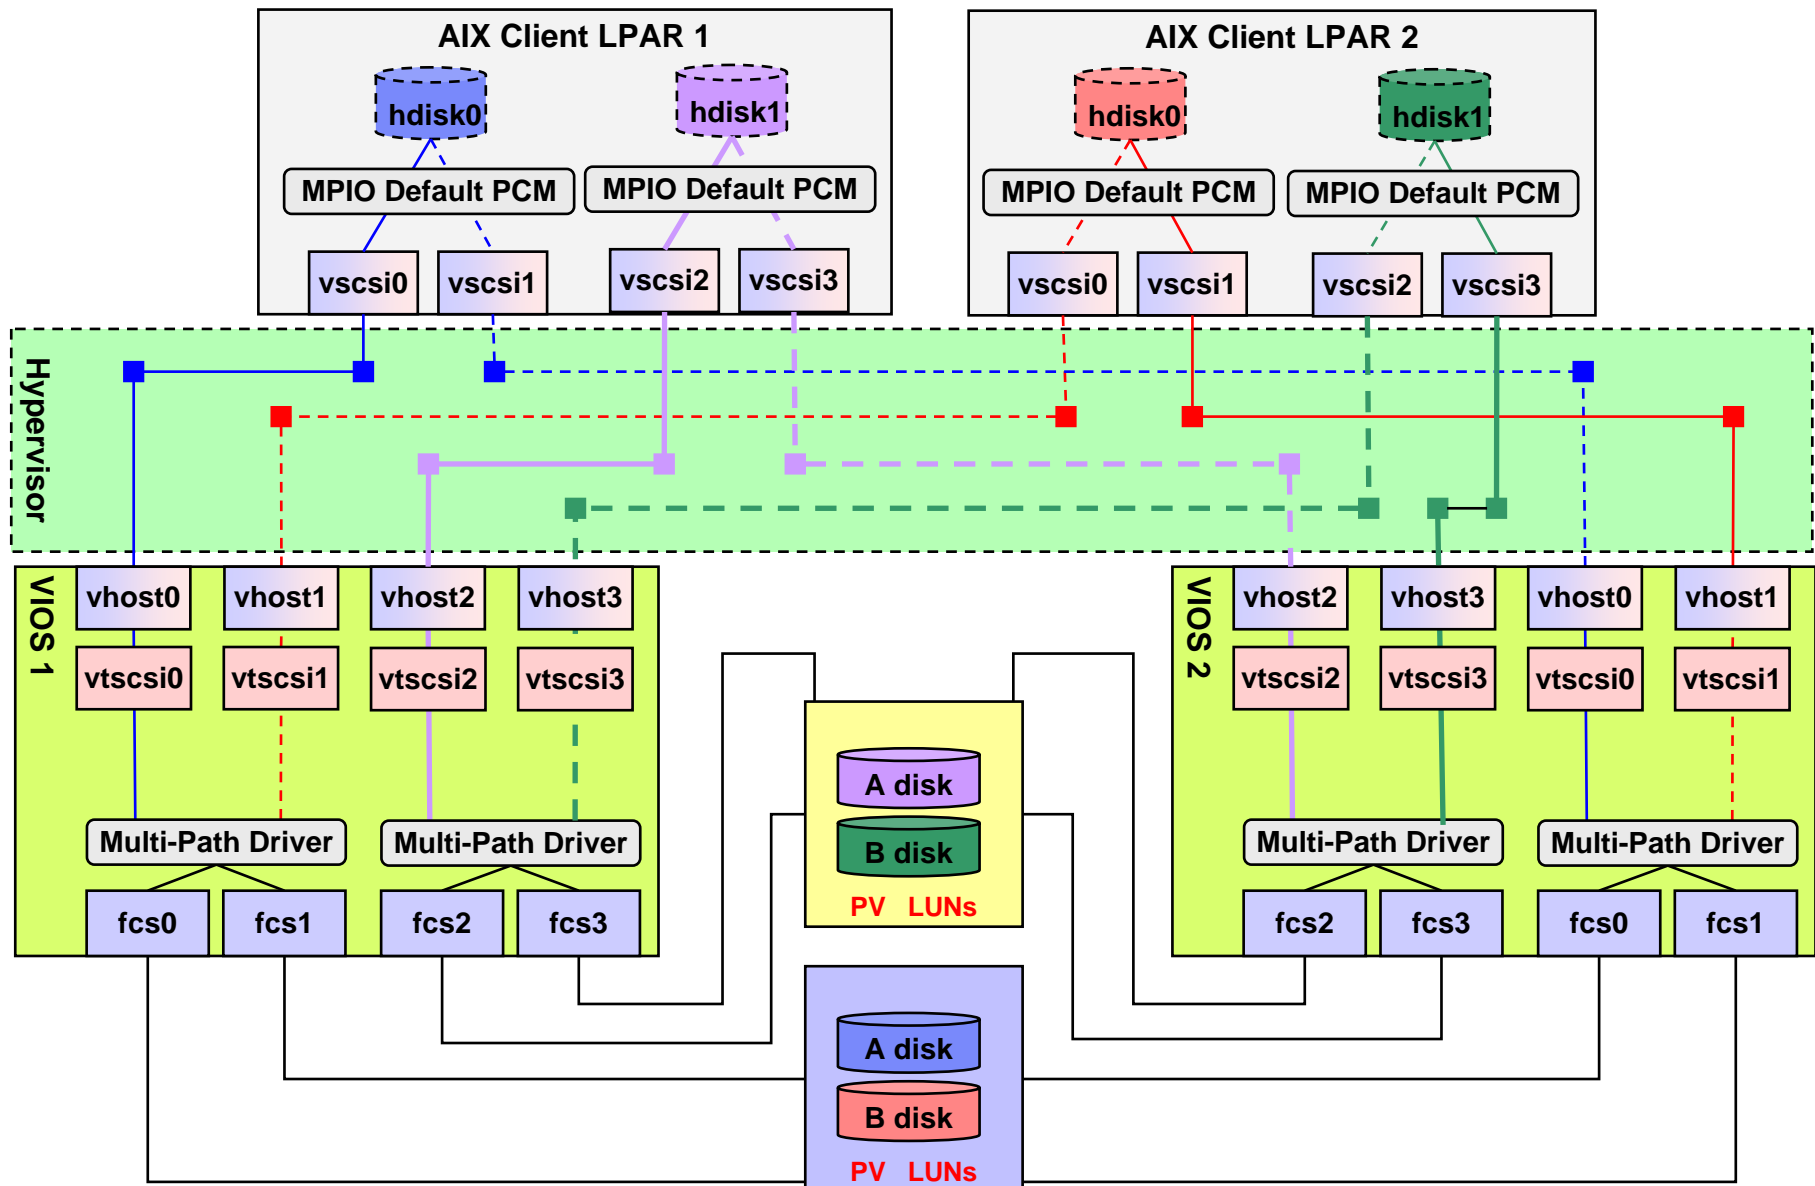 AIX Client LPAR 1
AIX Client LPAR 2
hdisk0
hdisk1
hdisk0
hdisk1
MPIO Default PCM
MPIO Default PCM
MPIO Default PCM
MPIO Default PCM
vscsi0
vscsi1
vscsi2
vscsi3
vscsi0
vscsi1
vscsi2
vscsi3
Hypervisor
VIOS 1
vhost0
vhost1
vhost2
vhost3
vtscsi0
vtscsi1
vtscsi2
vtscsi3
Multi-Path Driver
Multi-Path Driver
fcs0
fcs1
fcs2
fcs3
A disk
B disk
PV LUNs
A disk
B disk
PV LUNs
VIOS 2
vhost2
vhost3
vhost0
vhost1
vtscsi2
vtscsi3
vtscsi0
vtscsi1
Multi-Path Driver
Multi-Path Driver
fcs2
fcs3
fcs0
fcs1